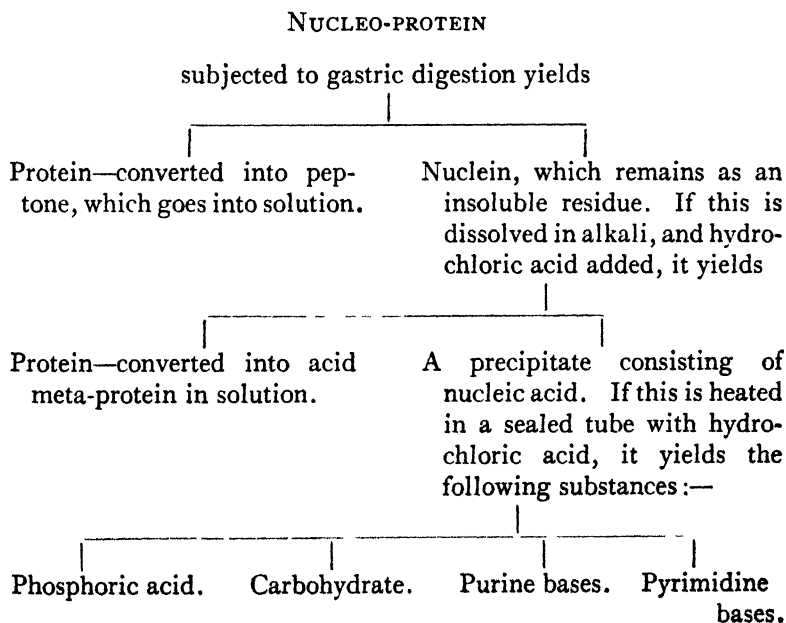 NUCLEO-PROTEIN
subjected to gastric digestion yields
Protein—converted into pep-
tone, which goes into solution.
Nuclein, which remains as an
insoluble residue. If this is
dissolved in alkali, and hydro-
chloric acid added, it yields
Protein—converted into acid
meta-protein in solution.
A precipitate consisting of
nucleic acid. If this is heated
in a sealed tube with hydro-
chloric acid, it yields the
following substances :—
Phosphoric acid.
Carbohydrate.
Purine bases.
Pyrimidine
bases.